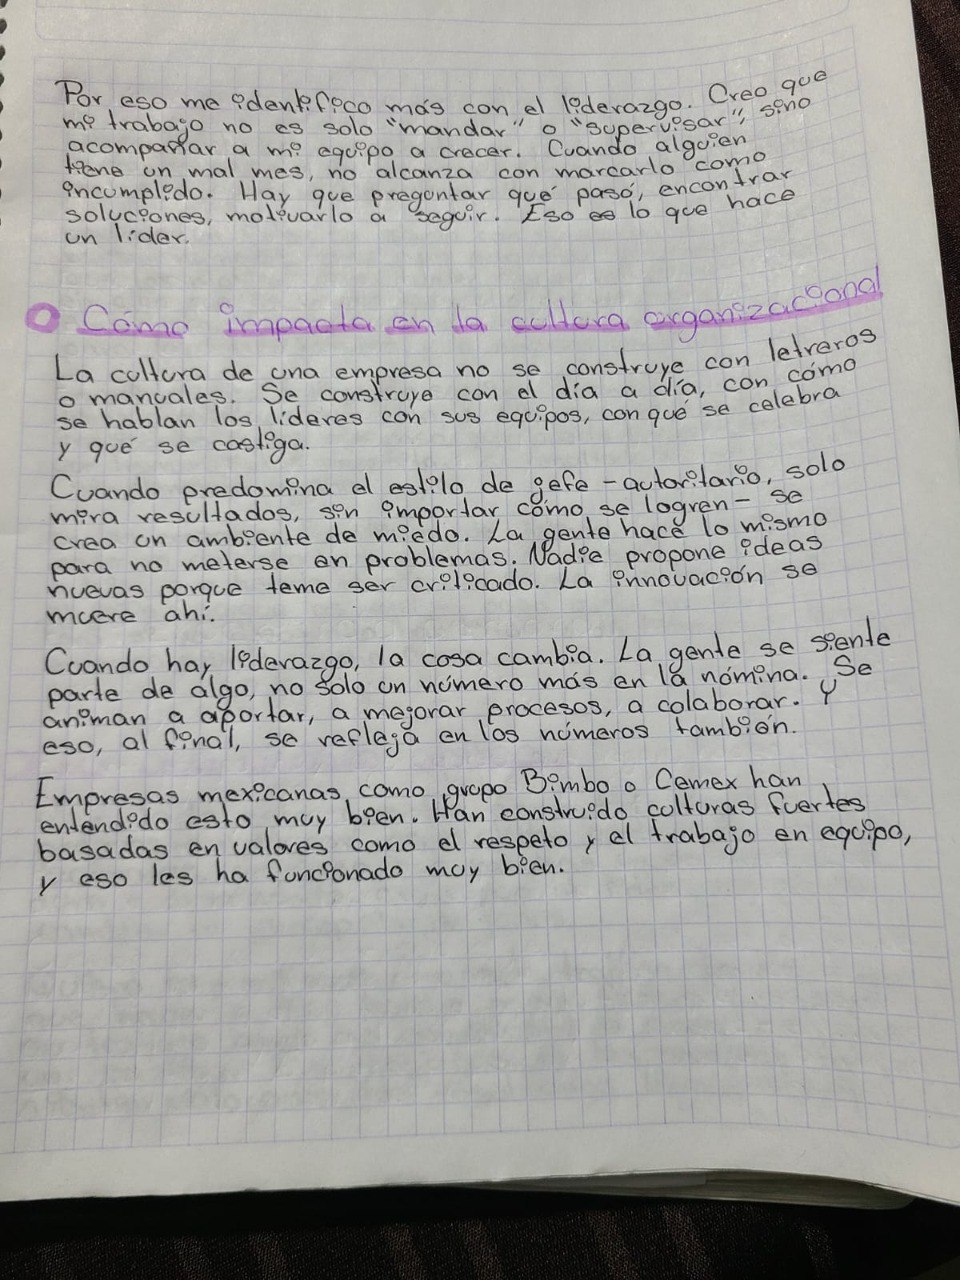 Por eso me identifico más con el liderazgo. Creo que
mi trabajo no es solo "mandar" o "supervisar", sino
acompañar a mi equipo a crecer. Cuando alguien
tiene un mal mes, no alcanza con marcarlo como
incumplido. Hay que preguntar qué pasó, encontrar
soluciones, motivarlo a seguir. Eso es lo que hace
un líder.
Cómo impacta en la cultura organizacional
La cultura de una empresa no se construye con letreros
o manuales. Se construye con el día a día, con cómo
se hablan los líderes con sus equipos, con qué se celebra
y qué se castiga.
Cuando predomina el estilo de gefe - autoritario, solo
mira resultados, sin importar cómo se logren - se
crea un ambiente de miedo. La gente hace lo mismo
para no meterse en problemas. Nadie propone ideas
nuevas porque teme ser criticado. La innovación se
muere ahí.
Cuando hay liderazgo, la cosa cambia. La gente se siente
parte de algo, no solo un número más en la nómina. Se
animan a aportar, a mejorar procesos, a colaborar. Y
eso, al final, se refleja en los números también.
Empresas mexicanas como grupo Bimbo o Cemex han
entendido esto muy bien. Han construido culturas fuertes
basadas en valores como el respeto y el trabajo en equipo,
y eso les ha funcionado muy bien.